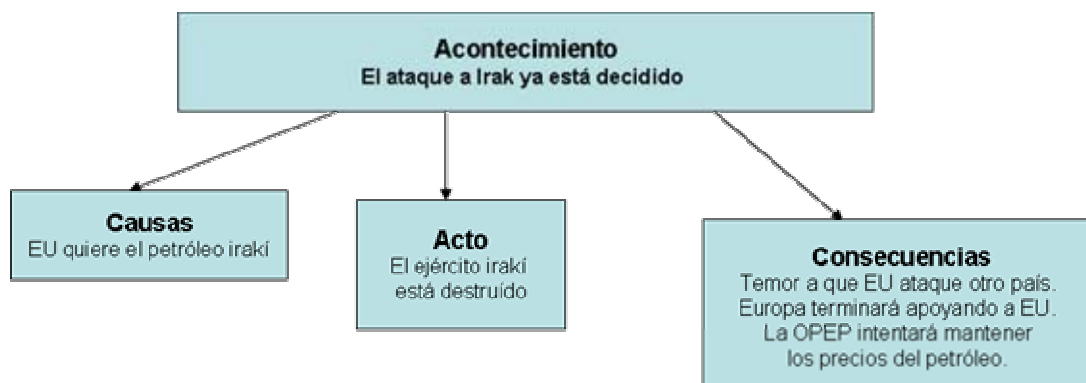 Acontecimiento
El ataque a Irak ya está decidido
Causas
EU quiere el petróleo irakí
Acto
El ejército irakí
está destruído
Consecuencias
Temor a que EU ataque otro país.
Europa terminará apoyando a EU.
La OPEP intentará mantener
los precios del petróleo.